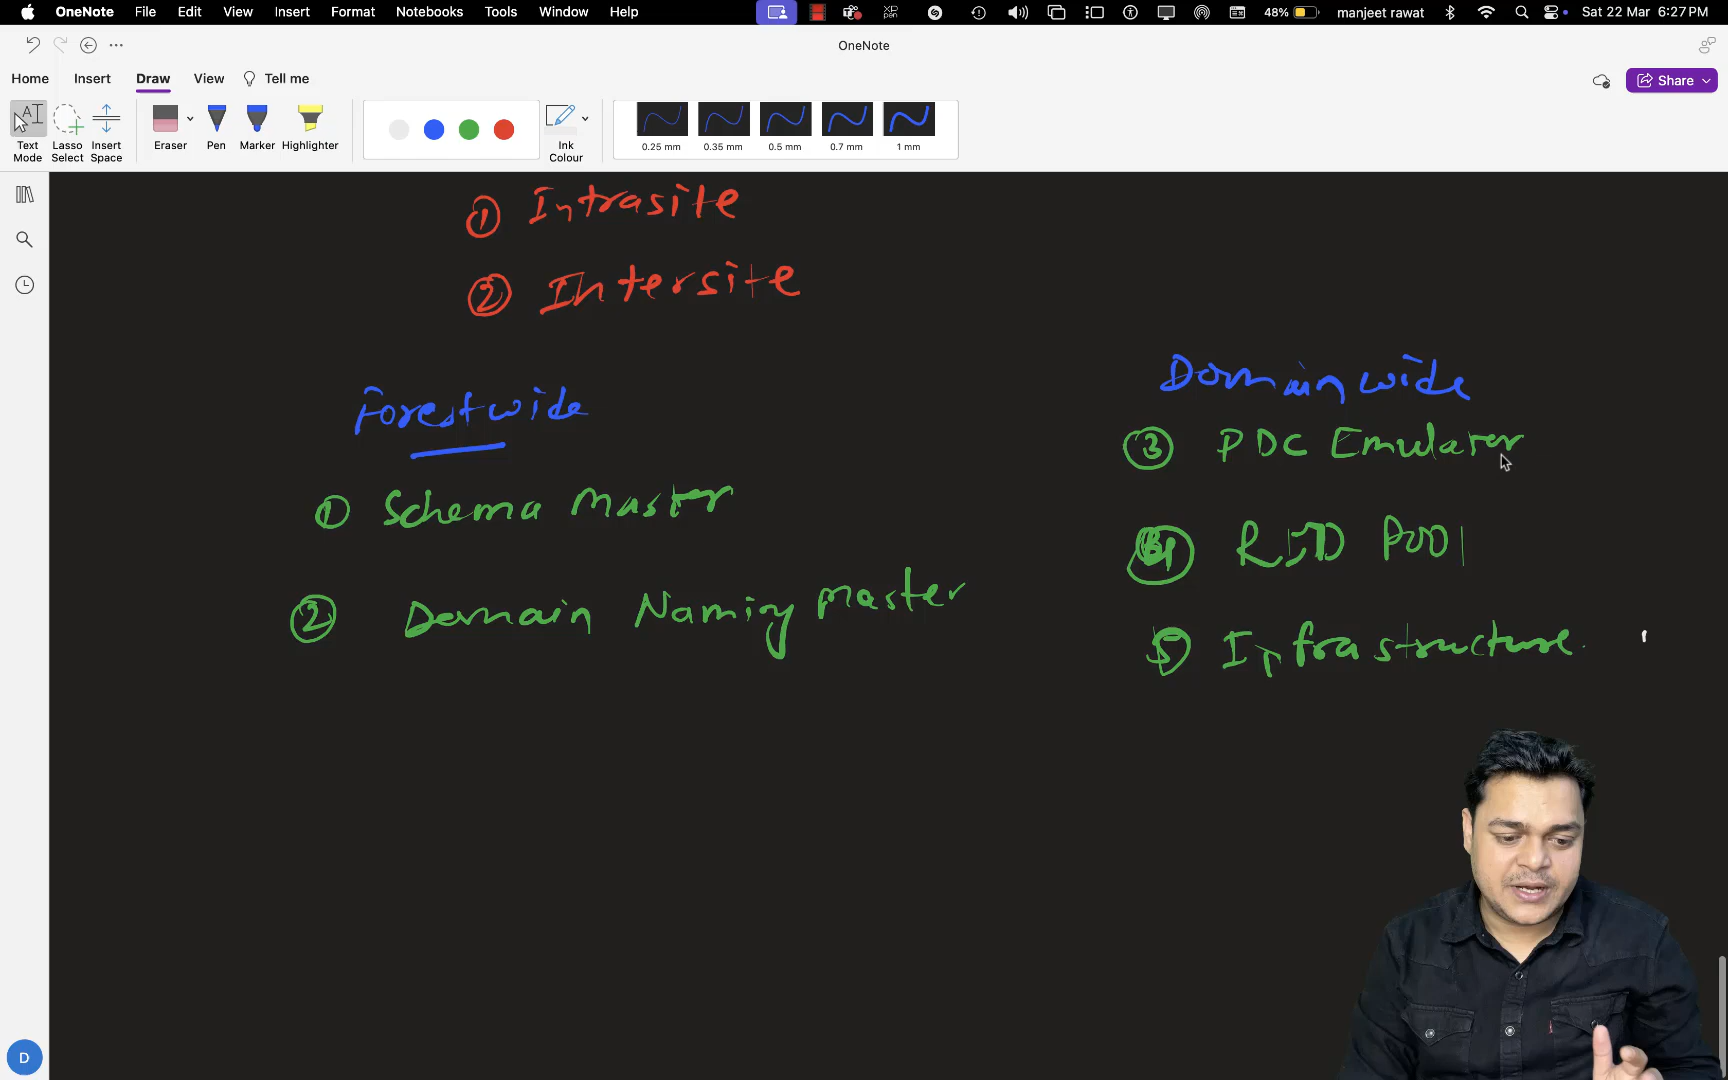 OneNote File Edit View Insert Format Notebooks Tools Window Help 48% manjeet rawat Sat 22 Mar 6:27 PM
OneNote
Home Insert Draw View Tell me Share
Text Mode Lasso Select Insert Space Eraser Pen Marker Highlighter Ink Colour 0.25 mm 0.35 mm 0.5 mm 0.7 mm 1 mm
① Intrasite
② Intersite
Forestwide
① Schema Master
② Domain Naming Master
Domainwide
③ PDC Emulater
④ RID Pool
⑤ Infrastructure.
D